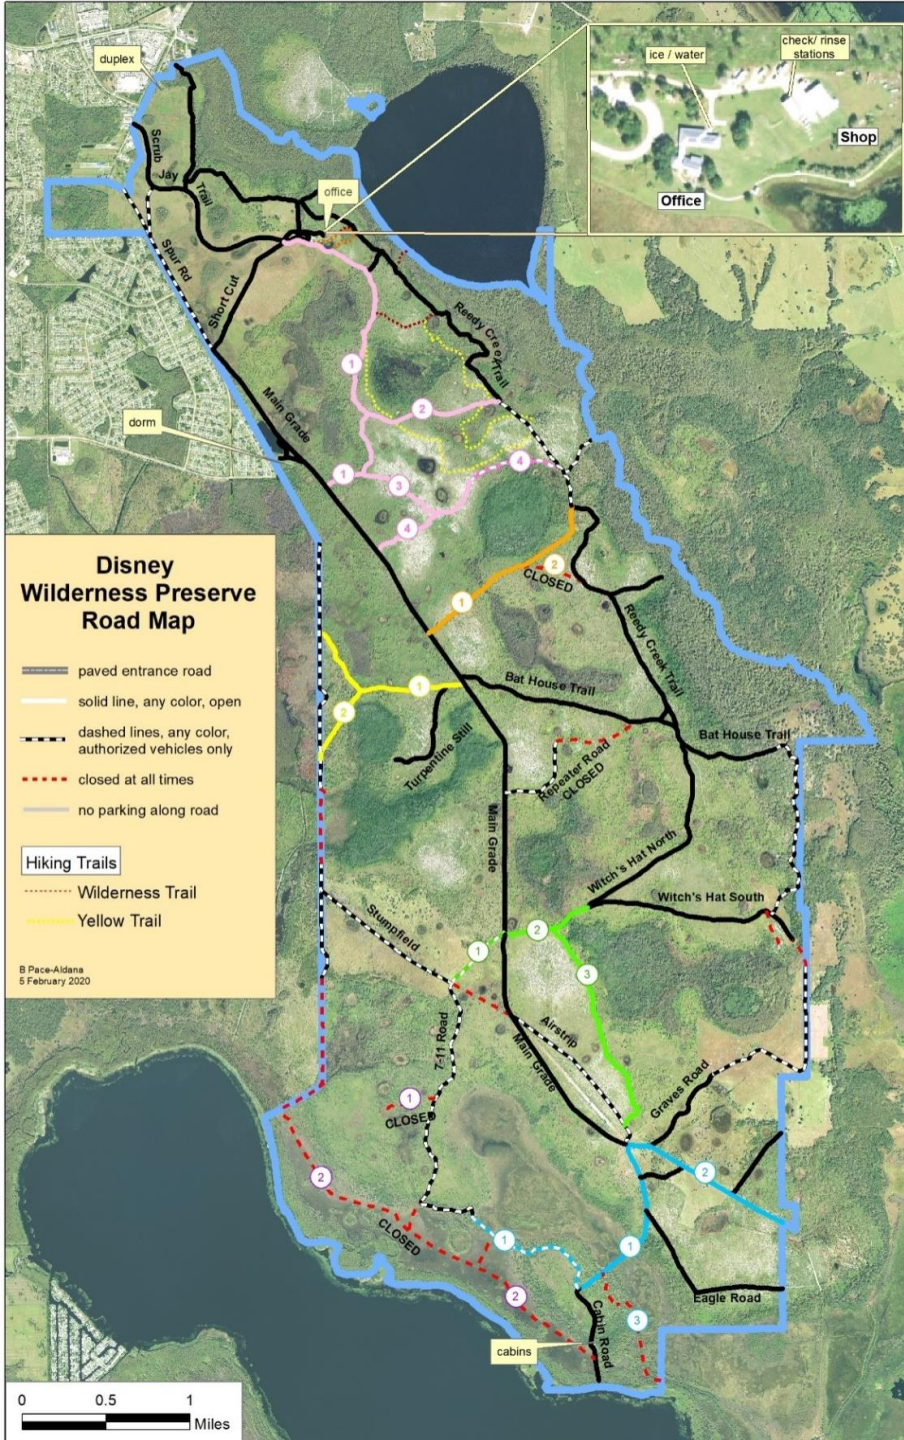 duplex
ice / water
check/ rinse
stations
Shop
Office
Scrub
Jay
Trail
office
Spur Rd
Short Cut
Reedy Creek Trail
1
2
Main Grade
dorm
1
3
4
4
Disney
Wilderness Preserve
Road Map
paved entrance road
solid line, any color, open
dashed lines, any color,
authorized vehicles only
closed at all times
no parking along road
Hiking Trails
Wilderness Trail
Yellow Trail
B Pace-Aldana
5 February 2020
2
CLOSED
1
Reedy Creek Trail
1
2
Bat House Trail
Bat House Trail
Turpentine Still
Repeater Road
CLOSED
Main Grade
Witch's Hat North
Witch's Hat South
Stumpfield
1
2
3
7-11 Road
Airstrip
Main Grade
Graves Road
1
CLOSED
2
2
CLOSED
1
1
2
Eagle Road
Cabin Road
3
cabins
0 0.5 1
Miles